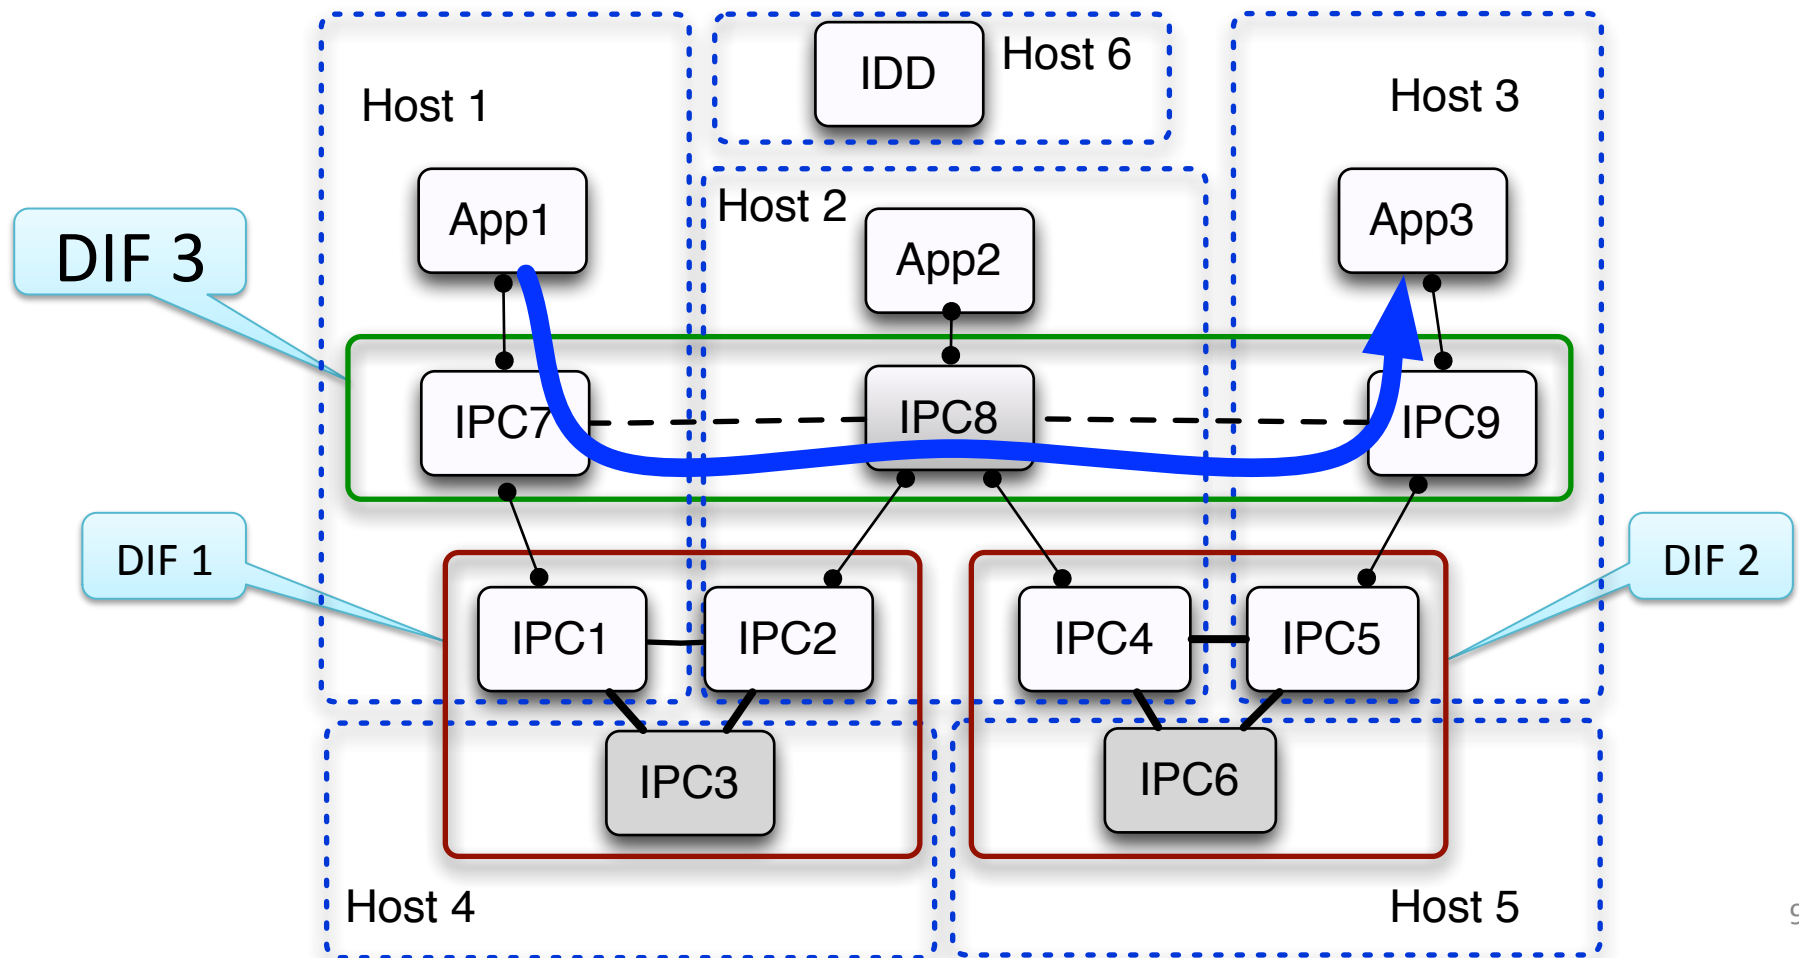 IDD
Host 6
Host 1
Host 3
App1
Host 2
App2
App3
DIF 3
IPC7
IPC8
IPC9
DIF 1
DIF 2
IPC1
IPC2
IPC4
IPC5
IPC3
IPC6
Host 4
Host 5
9